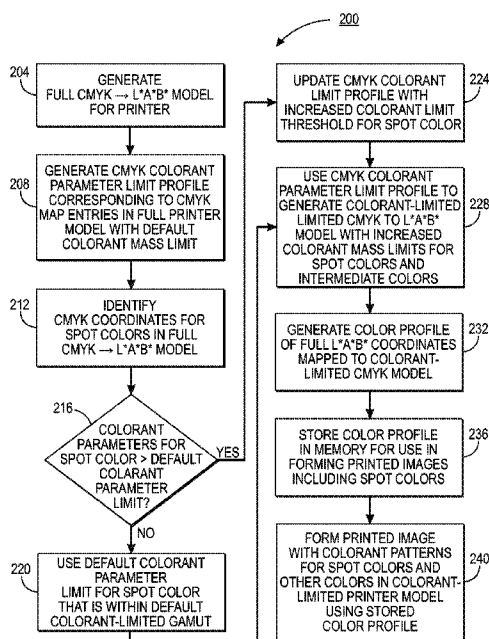 200
204
GENERATE
FULL CMYK → L*A*B* MODEL
FOR PRINTER
208
GENERATE CMYK COLORANT
PARAMETER LIMIT PROFILE
CORRESPONDING TO CMYK
MAP ENTRIES IN FULL PRINTER
MODEL WITH DEFAULT
COLORANT MASS LIMIT
212
IDENTIFY
CMYK COORDINATES FOR
SPOT COLORS IN FULL
CMYK → L*A*B* MODEL
216
COLORANT
PARAMETERS FOR
SPOT COLOR > DEFAULT
COLARANT
PARAMETER
LIMIT?
YES
NO
220
USE DEFAULT COLORANT
PARAMETER
LIMIT FOR SPOT COLOR
THAT IS WITHIN DEFAULT
COLORANT-LIMITED GAMUT
UPDATE CMYK COLORANT
LIMIT PROFILE WITH
INCREASED COLORANT LIMIT
THRESHOLD FOR SPOT COLOR
224
USE CMYK COLORANT
PARAMETER LIMIT PROFILE TO
GENERATE COLORANT-LIMITED
LIMITED CMYK TO L*A*B*
MODEL WITH INCREASED
COLORANT MASS LIMITS FOR
SPOT COLORS AND
INTERMEDIATE COLORS
228
GENERATE COLOR PROFILE
OF FULL L*A*B* COORDINATES
MAPPED TO COLORANT-
LIMITED CMYK MODEL
232
STORE COLOR PROFILE
IN MEMORY FOR USE IN
FORMING PRINTED IMAGES
INCLUDING SPOT COLORS
236
FORM PRINTED IMAGE
WITH COLORANT PATTERNS
FOR SPOT COLORS AND
OTHER COLORS IN COLORANT-
LIMITED PRINTER MODEL
USING STORED
COLOR PROFILE
240